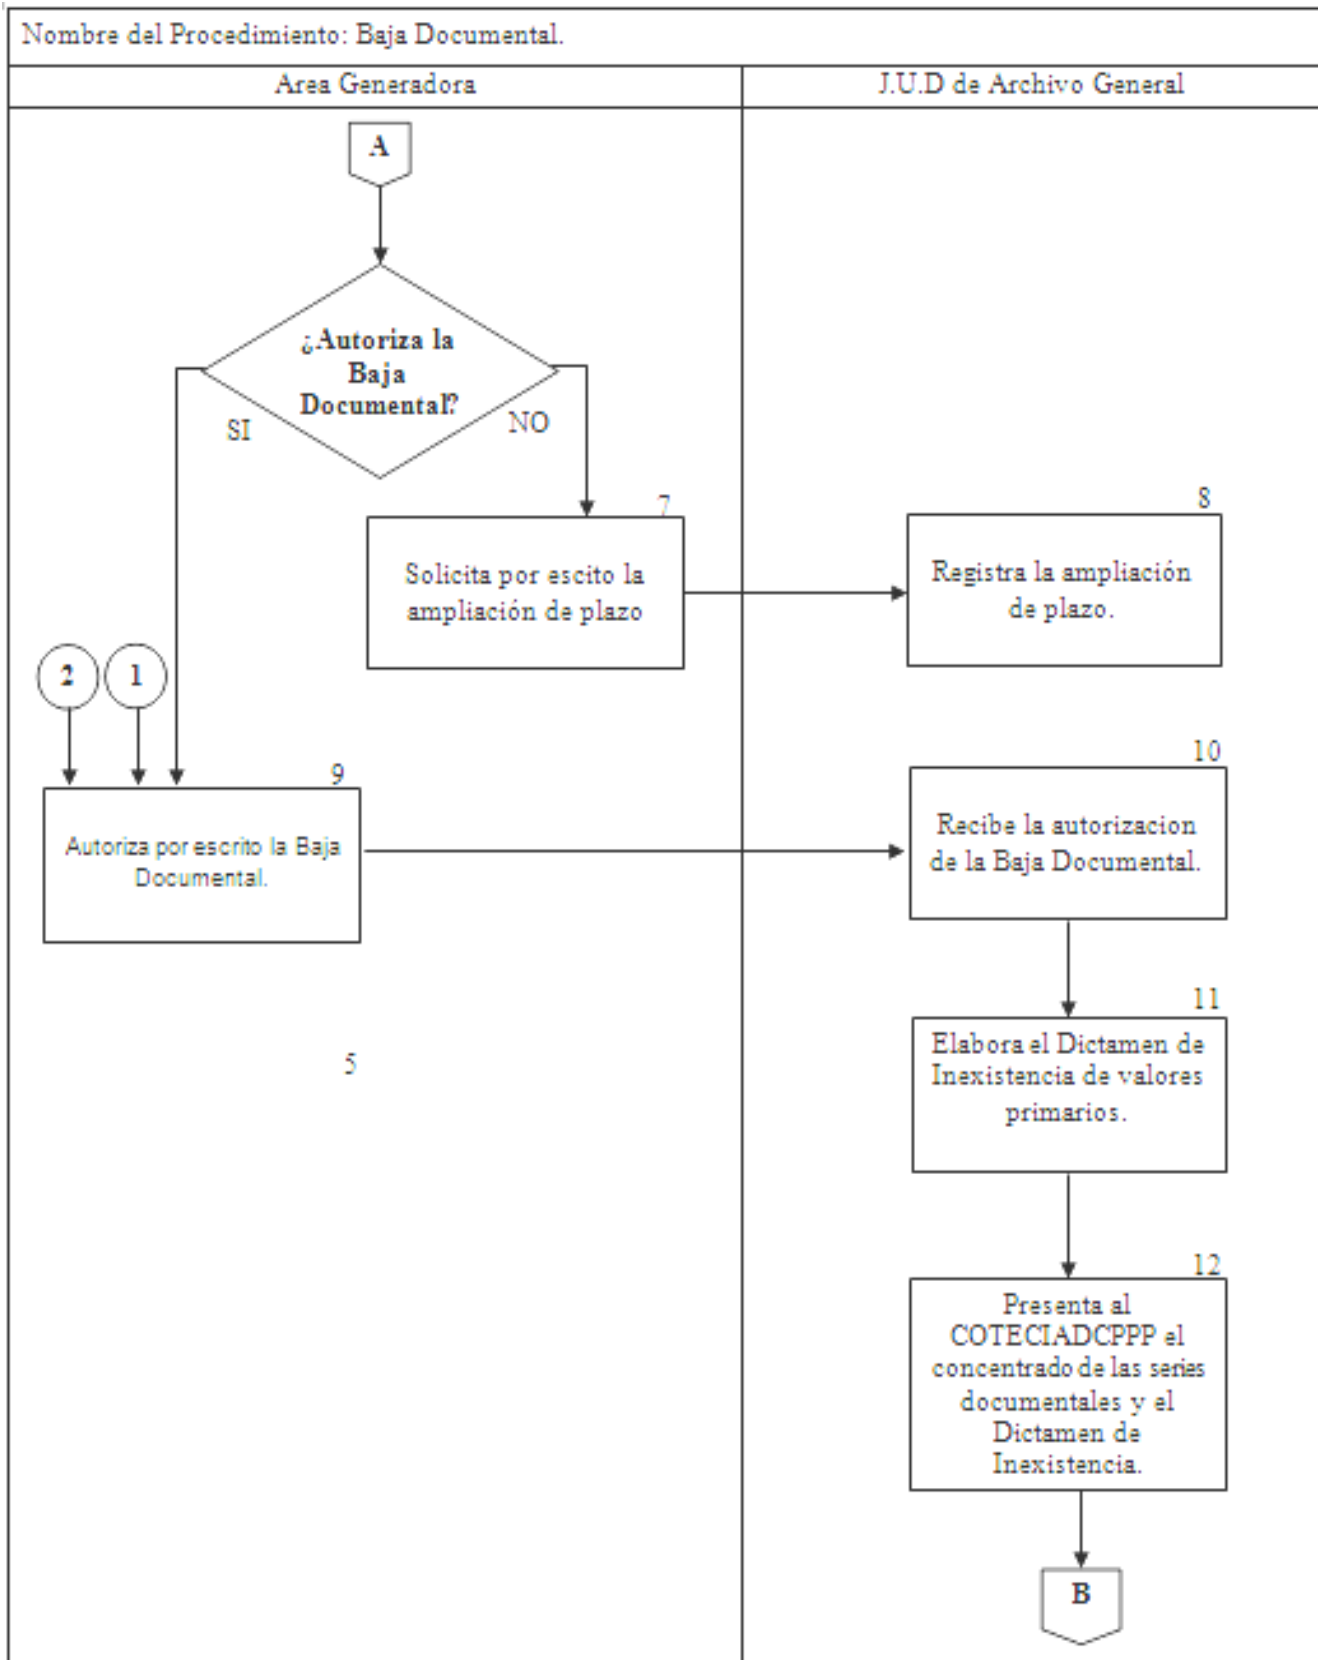 Nombre del Procedimiento: Baja Documental.
Area Generadora
J.U.D de Archivo General
A
¿Autoriza la
Baja
Documental?
SI
NO
7
Solicita por escito la
ampliación de plazo
8
Registra la ampliación
de plazo.
2
1
9
Autoriza por escrito la Baja
Documental.
10
Recibe la autorizacion
de la Baja Documental.
5
11
Elabora el Dictamen de
Inexistencia de valores
primarios.
12
Presenta al
COTECIADCPPP el
concentrado de las series
documentales y el
Dictamen de
Inexistencia.
B